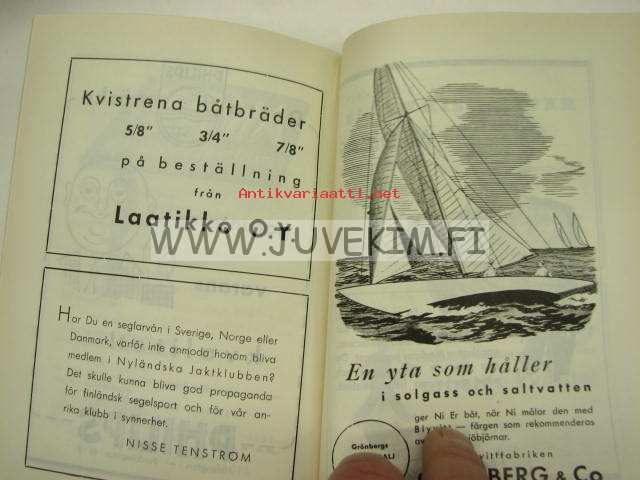 Kvistrena båtbräder
5/8" 3/4" 7/8"
på beställning
från
Laatikko O.Y.
Har Du en seglarvän i Sverige, Norge eller
Danmark, varför inte anmoda honom bliva
medlem i Nyländska Jaktklubben?
Det skulle kunna bliva god propaganda
för finländsk segelsport och för vår an-
rika klubb i synnerhet.
NISSE TENSTRÖM
En yta som håller
i solgass och saltvatten
ger Ni Er båt, när Ni målar den med
Blyvitt — färgen som rekommenderas
Grönbergs
BERG & Co
Antikvariaatti.net
WWW.JUVEKIM.FI
PHILIPS